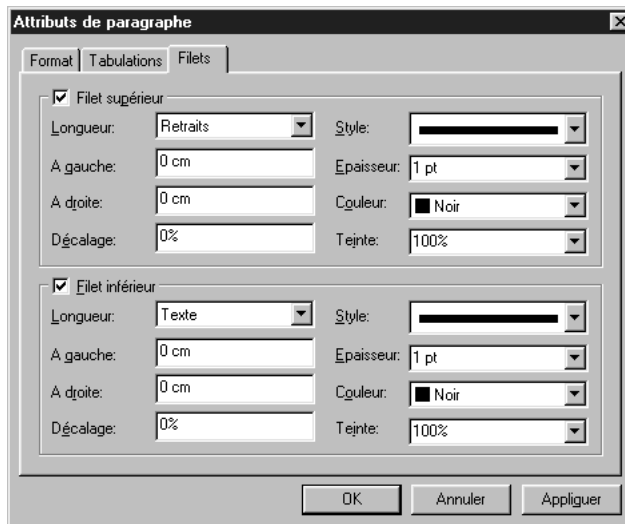 Attributs de paragraphe
Format Tabulations Filets
Filet supérieur
Longueur: Retraits Style:
A gauche: 0 cm Epaisseur: 1 pt
A droite: 0 cm Couleur: Noir
Décalage: 0% Teinte: 100%
Filet inférieur
Longueur: Texte Style:
A gauche: 0 cm Epaisseur: 1 pt
A droite: 0 cm Couleur: Noir
Décalage: 0% Teinte: 100%
OK Annuler Appliquer